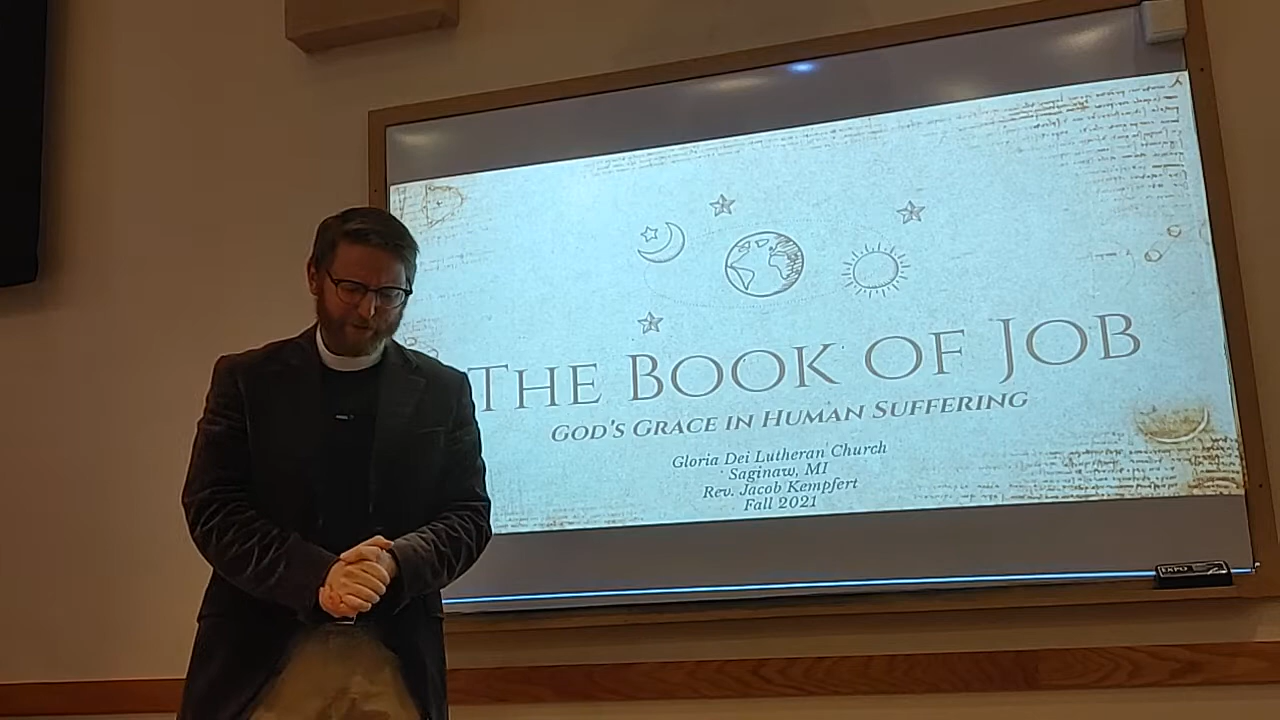 THE BOOK OF JOB
GOD'S GRACE IN HUMAN SUFFERING
Gloria Dei Lutheran Church
Saginaw, MI
Rev. Jacob Kempfert
Fall 2021
EXPO